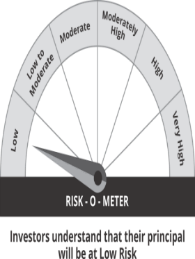 Low
Low to
Moderate
Moderate
Moderately
High
High
Very High
RISK - O - METER
Investors understand that their principal
will be at Low Risk